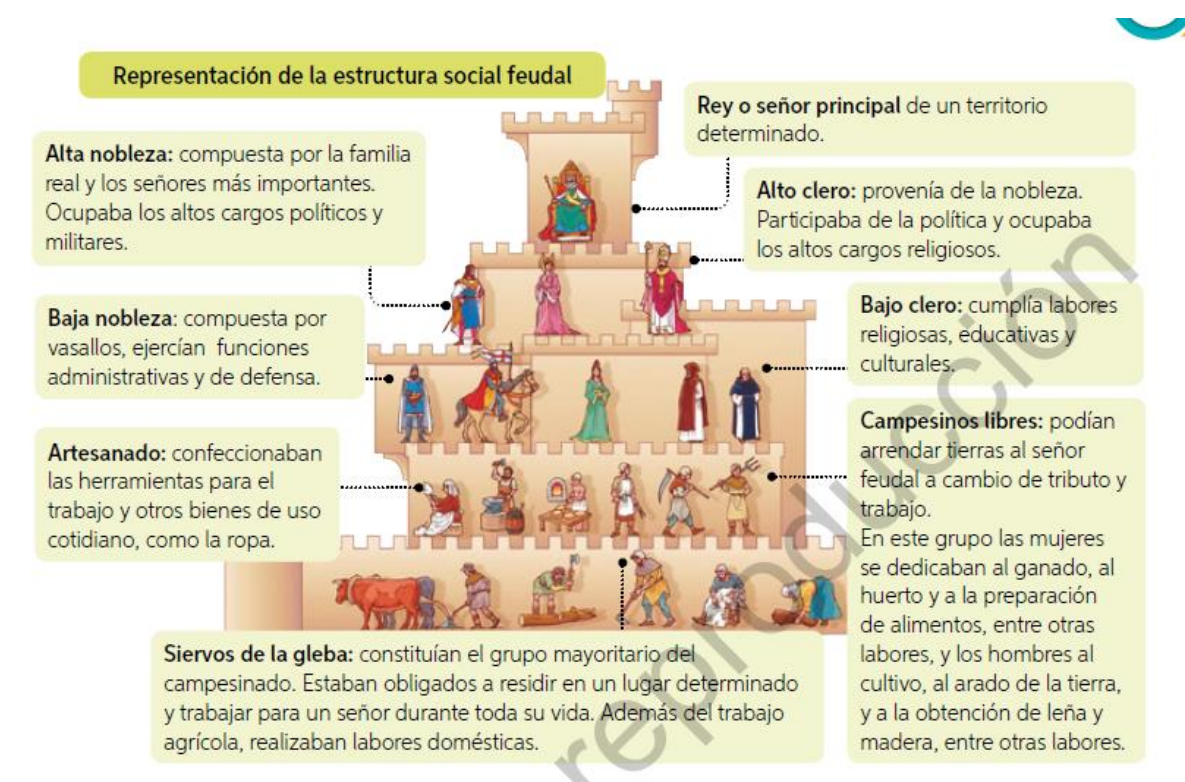 Representación de la estructura social feudal
Rey o señor principal de un territorio
determinado.
Alta nobleza: compuesta por la familia
real y los señores más importantes.
Ocupaba los altos cargos políticos y
militares.
Alto clero: provenía de la nobleza.
Participaba de la política y ocupaba
los altos cargos religiosos.
Baja nobleza: compuesta por
vasallos, ejercían funciones
administrativas y de defensa.
Bajo clero: cumplía labores
religiosas, educativas y
culturales.
Artesanado: confeccionaban
las herramientas para el
trabajo y otros bienes de uso
cotidiano, como la ropa.
Campesinos libres: podían
arrendar tierras al señor
feudal a cambio de tributo y
trabajo.
En este grupo las mujeres
se dedicaban al ganado, al
huerto y a la preparación
de alimentos, entre otras
labores, y los hombres al
cultivo, al arado de la tierra,
y a la obtención de leña y
madera, entre otras labores.
Siervos de la gleba: constituían el grupo mayoritario del
campesinado. Estaban obligados a residir en un lugar determinado
y trabajar para un señor durante toda su vida. Además del trabajo
agrícola, realizaban labores domésticas.
reproducción